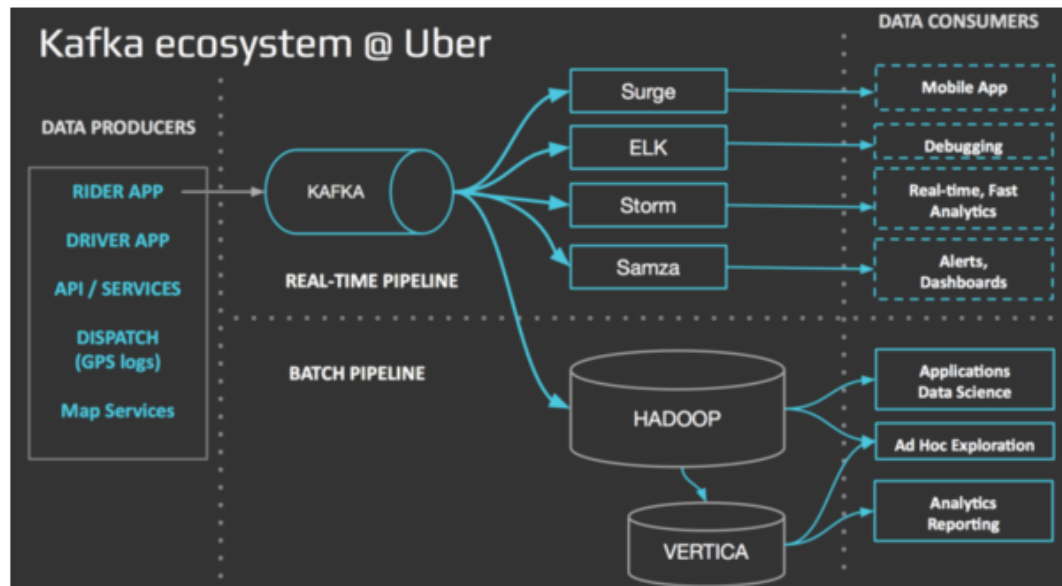 Kafka ecosystem @ Uber
DATA CONSUMERS
DATA PRODUCERS
RIDER APP
DRIVER APP
API / SERVICES
DISPATCH
(GPS logs)
Map Services
KAFKA
REAL-TIME PIPELINE
Surge
ELK
Storm
Samza
Mobile App
Debugging
Real-time, Fast
Analytics
Alerts,
Dashboards
BATCH PIPELINE
HADOOP
VERTICA
Applications
Data Science
Ad Hoc Exploration
Analytics
Reporting